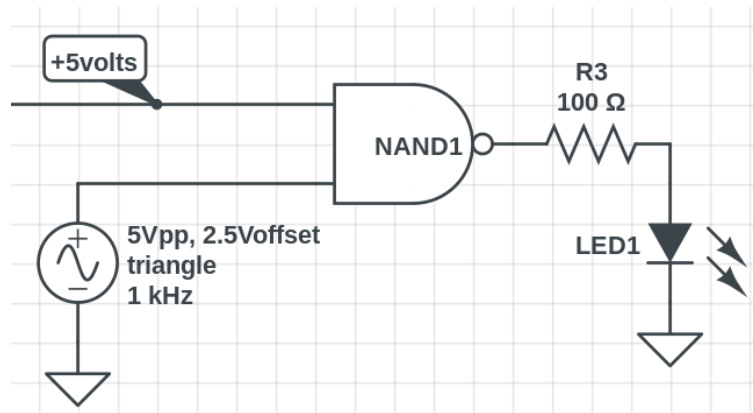 +5volts
R3
100 Ω
NAND1
5Vpp, 2.5Voffset
triangle
1 kHz
LED1